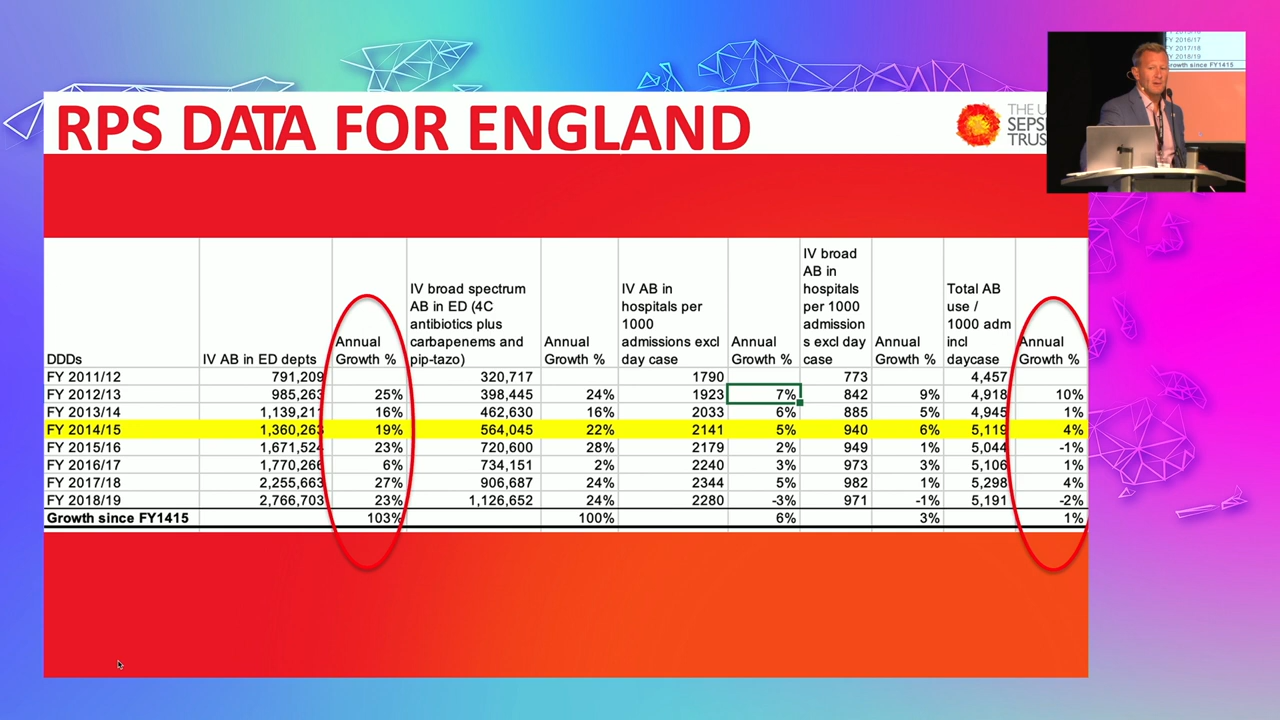 RPS DATA FOR ENGLAND
THE U
SEPS
TRUS
FY 2016/17
FY 2017/18
FY 2018/19
Growth since FY1415
DDDs | IV AB in ED depts | Annual Growth % | IV broad spectrum AB in ED (4C antibiotics plus carbapenems and pip-tazo) | Annual Growth % | IV AB in hospitals per 1000 admissions excl day case | Annual Growth % | IV broad AB in hospitals per 1000 admission s excl day case | Annual Growth % | Total AB use / 1000 adm incl daycase | Annual Growth %
FY 2011/12 791,209 320,717 1790 773 4,457
FY 2012/13 985,263 25% 398,445 24% 1923 7% 842 9% 4,918 10%
FY 2013/14 1,139,211 16% 462,630 16% 2033 6% 885 5% 4,945 1%
FY 2014/15 1,360,263 19% 564,045 22% 2141 5% 940 6% 5,119 4%
FY 2015/16 1,671,524 23% 720,600 28% 2179 2% 949 1% 5,044 -1%
FY 2016/17 1,770,266 6% 734,151 2% 2240 3% 973 3% 5,106 1%
FY 2017/18 2,255,663 27% 906,687 24% 2344 5% 982 1% 5,298 4%
FY 2018/19 2,766,703 23% 1,126,652 24% 2280 -3% 971 -1% 5,191 -2%
Growth since FY1415 103% 100% 6% 3% 1%